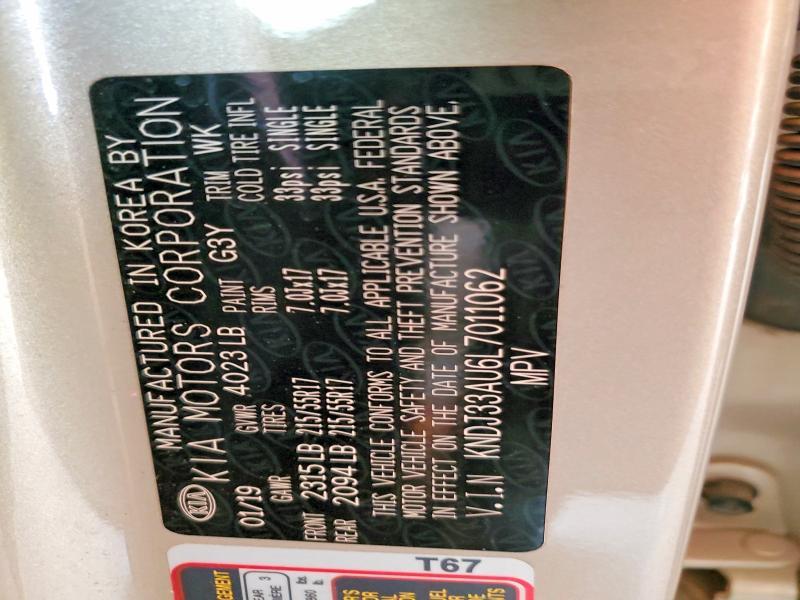 MANUFACTURED IN KOREA BY
KIA KIA MOTORS CORPORATION
01/19 GVWR 4023 LB PAINT G3Y TRIM WK
GAWR TIRES RIMS COLD TIRE INFL
FRONT 2315 LB 215/55R17 7.0Jx17 33psi SINGLE
REAR 2094 LB 215/55R17 7.0Jx17 33psi SINGLE
THIS VEHICLE CONFORMS TO ALL APPLICABLE U.S.A. FEDERAL
MOTOR VEHICLE SAFETY AND THEFT PREVENTION STANDARDS
IN EFFECT ON THE DATE OF MANUFACTURE SHOWN ABOVE.
V.I.N KNDJ33AU6L7011062
MPV
T67